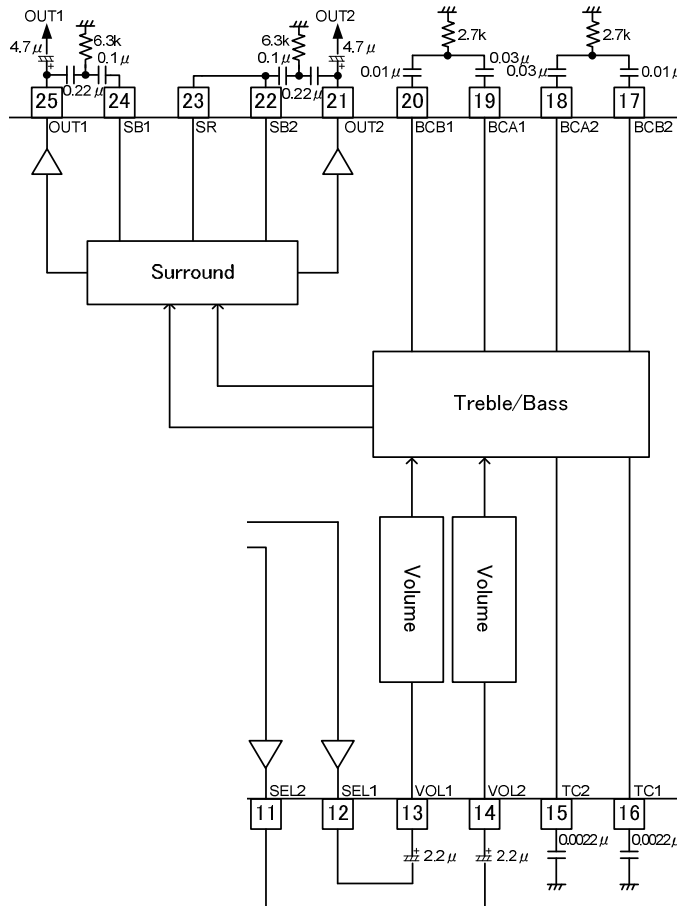 OUT1
OUT2
4.7μ
6.3k
0.1μ
0.22μ
6.3k
0.1μ
0.22μ
4.7μ
2.7k
0.01μ
0.03μ
2.7k
0.03μ
0.01μ
25 24 23 22 21 20 19 18 17
OUT1 SB1 SR SB2 OUT2 BCB1 BCA1 BCA2 BCB2
Surround
Treble/Bass
Volume
Volume
SEL2 SEL1 VOL1 VOL2 TC2 TC1
11 12 13 14 15 16
+ 2.2μ
+ 2.2μ
0.0022μ
0.0022μ